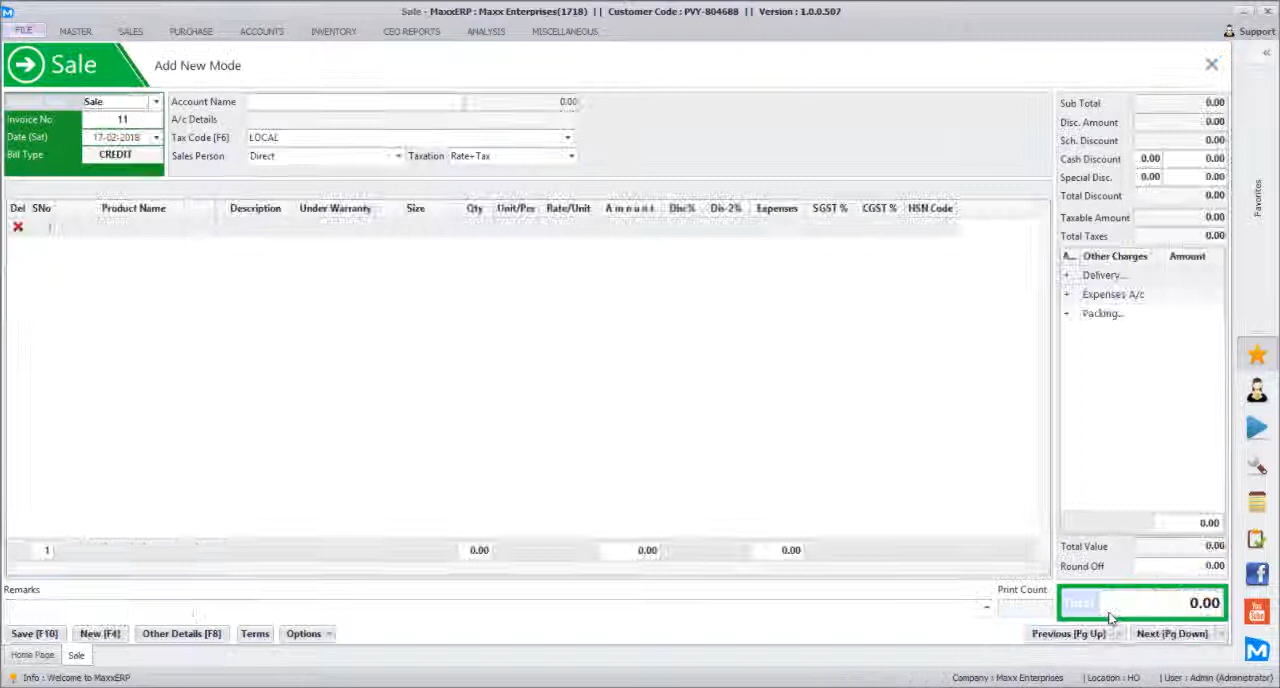 Sale - MaxxERP : Maxx Enterprises(1718) || Customer Code : PVY-804688 || Version : 1.0.0.507
FILE MASTER SALES PURCHASE ACCOUNTS INVENTORY CEO REPORTS ANALYSIS MISCELLANEOUS Support
Sale Add New Mode
Sale Account Name 0.00 Sub Total 0.00
Invoice No 11 A/c Details Disc. Amount 0.00
Date (Sat) 17-02-2018 Tax Code [F6] LOCAL Sch. Discount 0.00
Bill Type CREDIT Sales Person Direct Taxation Rate+Tax Cash Discount 0.00 0.00
Special Disc. 0.00 0.00
Total Discount 0.00
Favorites
Del SNo Product Name Description Under Warranty Size Qty Unit/Per Rate/Unit A m o u n t Disc% Dis-2% Expenses SGST % CGST % HSN Code
Taxable Amount 0.00
Total Taxes 0.00
A... Other Charges Amount
+ Delivery...
+ Expenses A/c
+ Packing...
0.00
1 0.00 0.00 0.00
Total Value 0.00
Round Off 0.00
Remarks Print Count
Total 0.00
Save [F10] New [F4] Other Details [F8] Terms Options Previous [Pg Up] Next [Pg Down]
Home Page Sale
Info : Welcome to MaxxERP Company : Maxx Enterprises | Location : HO | User : Admin (Administrator)
You Tube